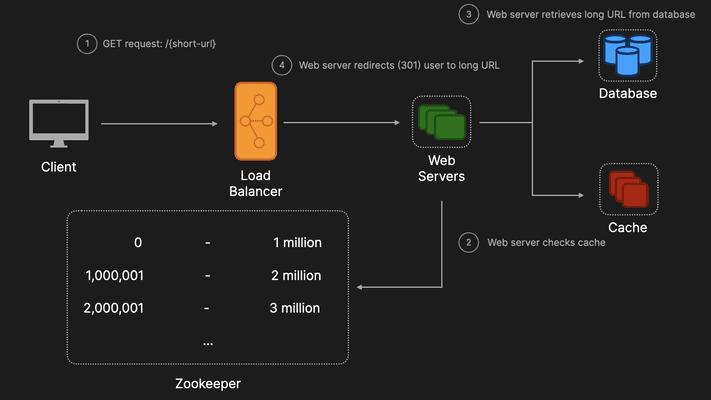 3 Web server retrieves long URL from database
1 GET request: /{short-url}
4 Web server redirects (301) user to long URL
Database
Client
Load
Balancer
Web
Servers
Cache
2 Web server checks cache
0 - 1 million
1,000,001 - 2 million
2,000,001 - 3 million
...
Zookeeper